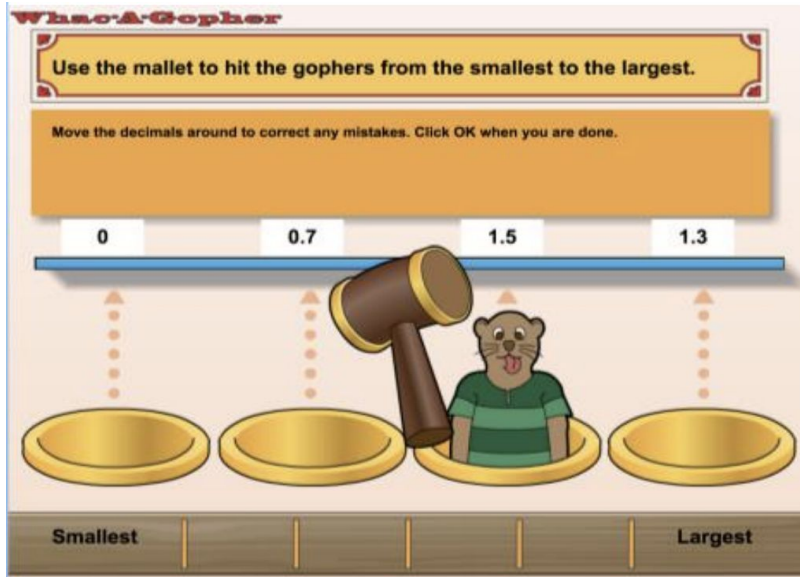 Whac-A-Gopher
Use the mallet to hit the gophers from the smallest to the largest.
Move the decimals around to correct any mistakes. Click OK when you are done.
0 0.7 1.5 1.3
Smallest Largest